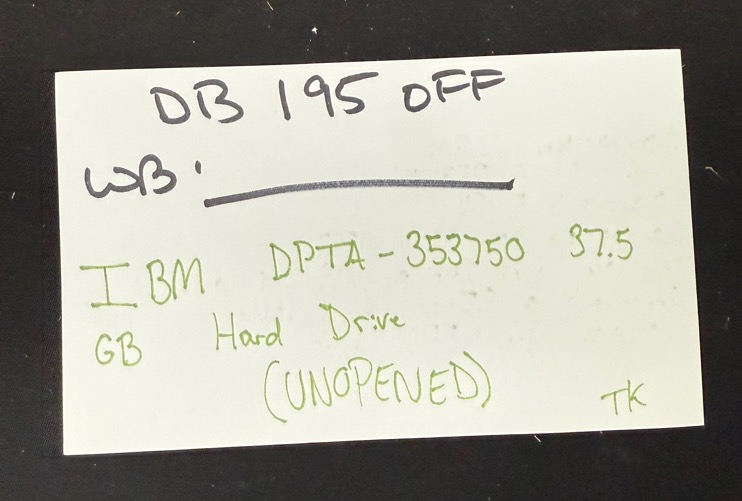 DB 195 OFF
WB:
IBM DPTA-353750 37.5
GB Hard Drive
(UNOPENED)
TK